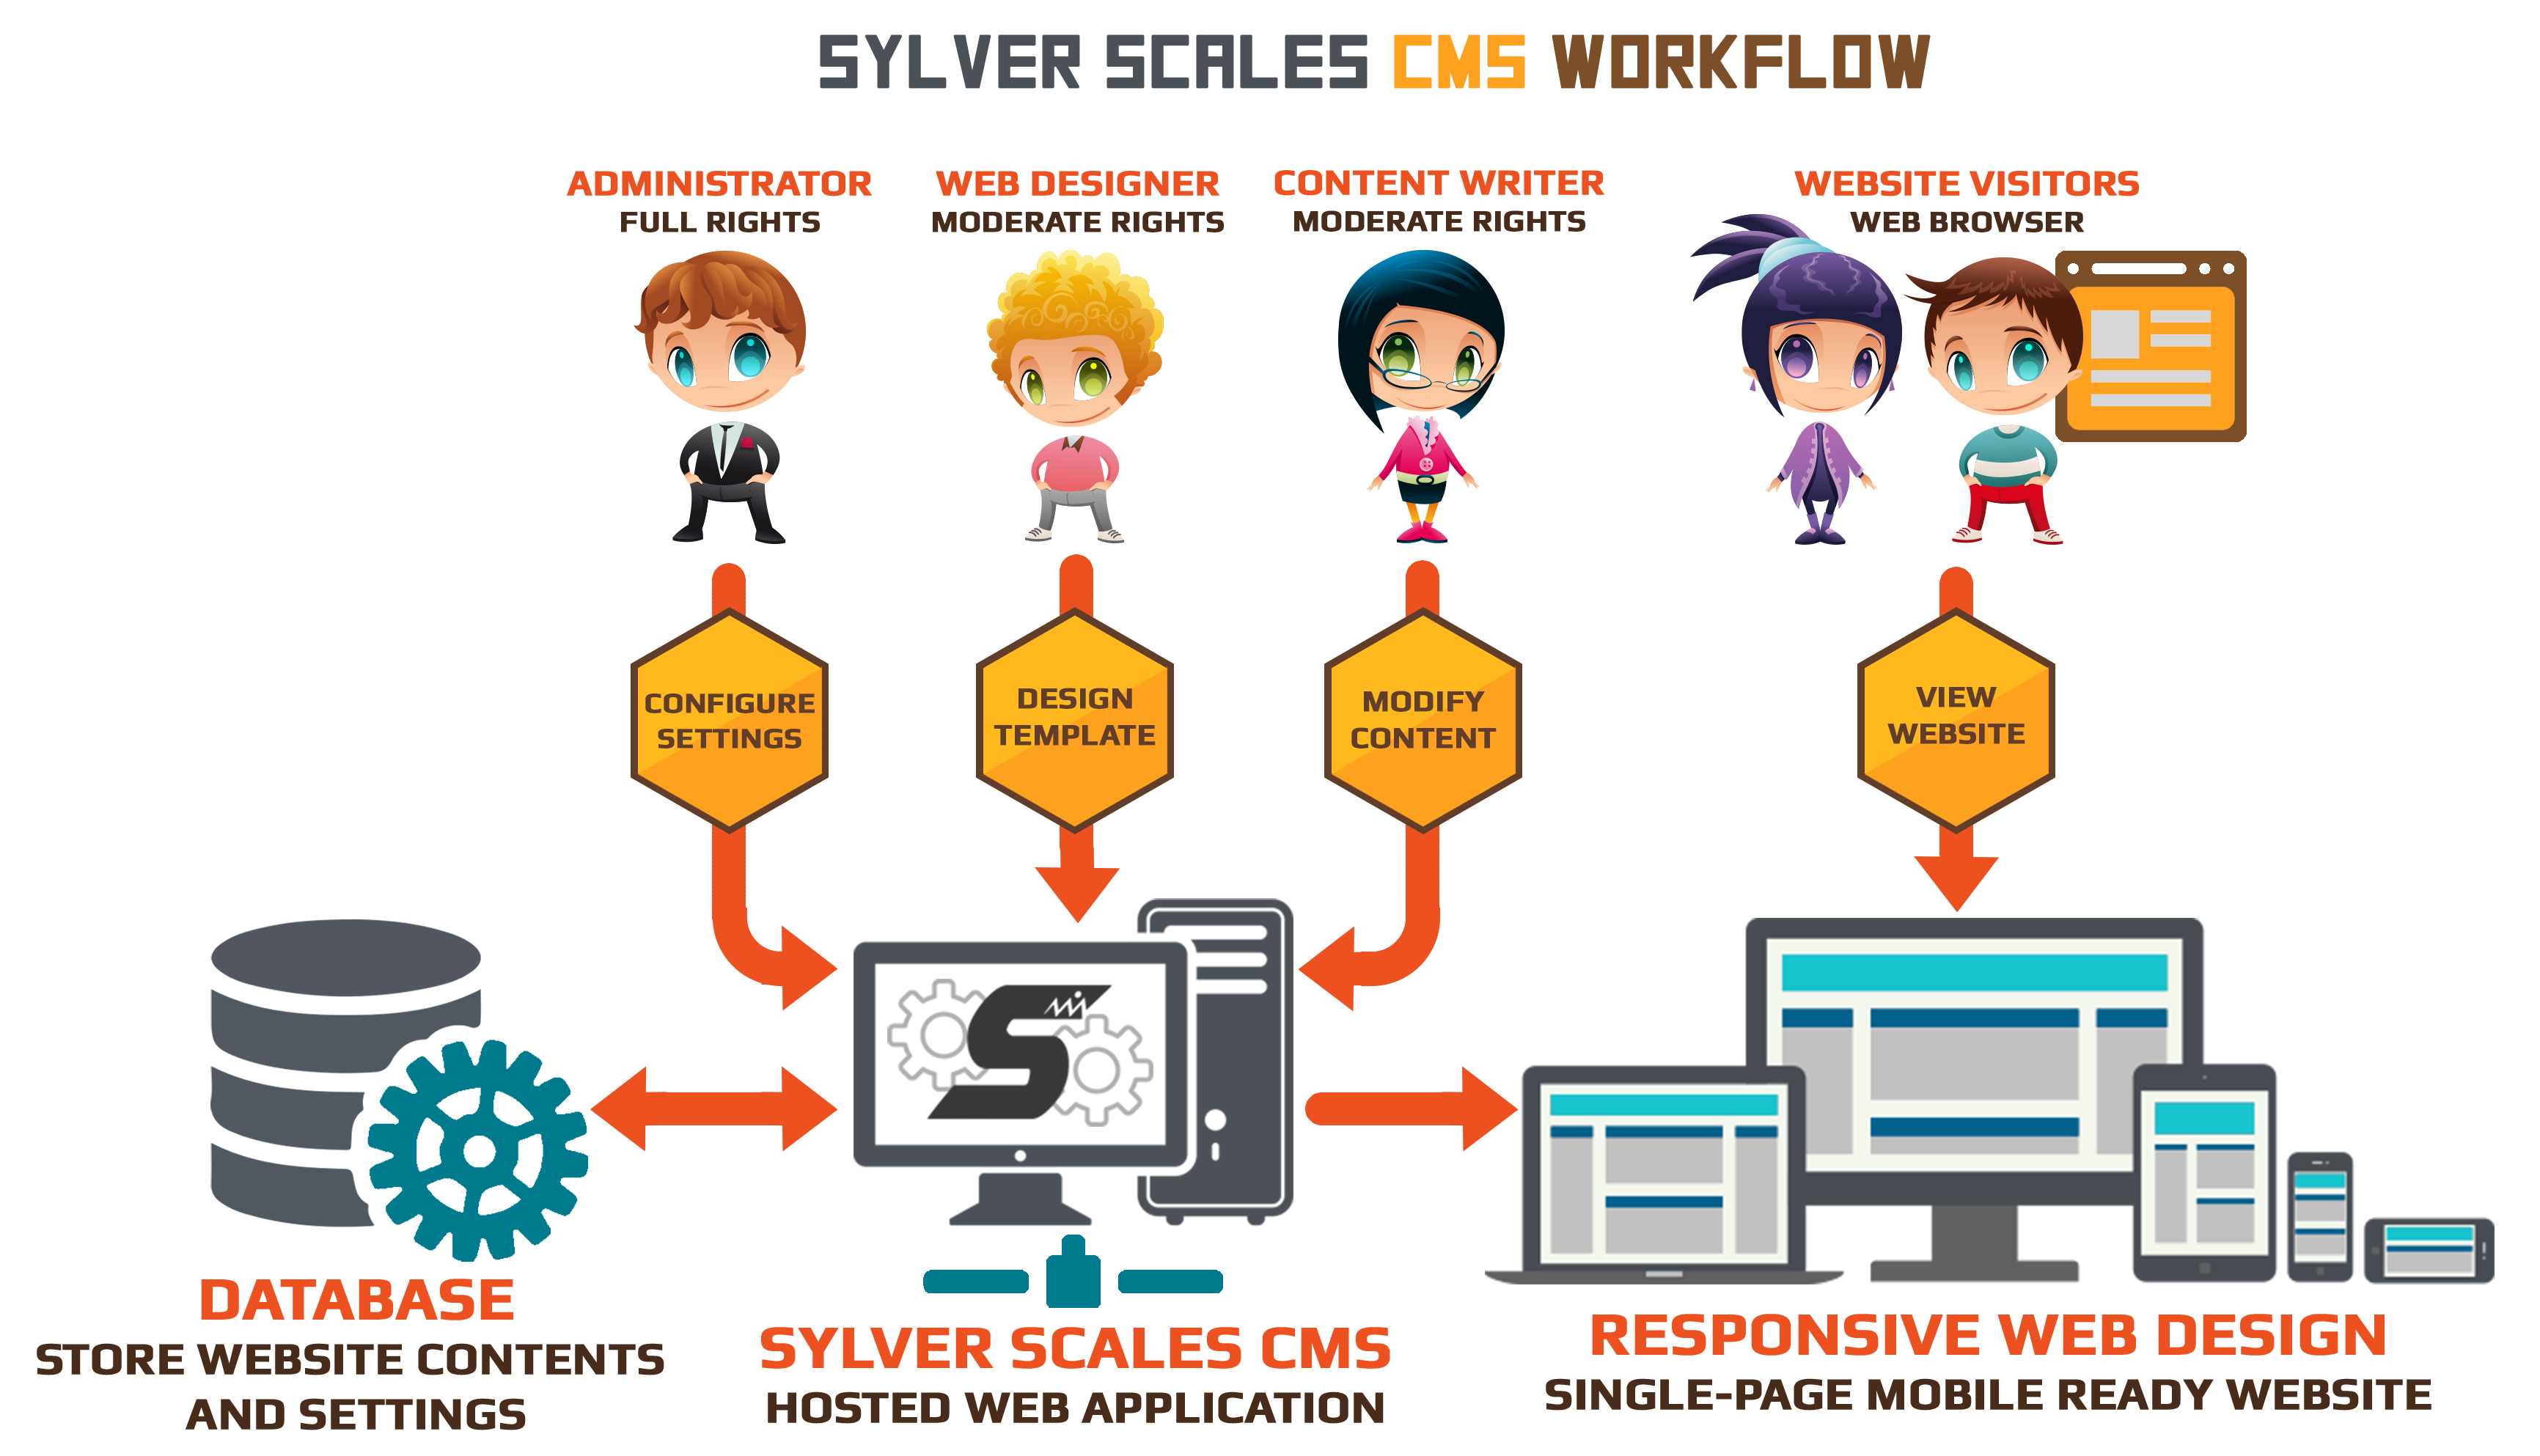 SYLVER SCALES CMS WORKFLOW
ADMINISTRATOR
FULL RIGHTS
WEB DESIGNER
MODERATE RIGHTS
CONTENT WRITER
MODERATE RIGHTS
WEBSITE VISITORS
WEB BROWSER
CONFIGURE
SETTINGS
DESIGN
TEMPLATE
MODIFY
CONTENT
VIEW
WEBSITE
DATABASE
STORE WEBSITE CONTENTS
AND SETTINGS
SYLVER SCALES CMS
HOSTED WEB APPLICATION
RESPONSIVE WEB DESIGN
SINGLE-PAGE MOBILE READY WEBSITE